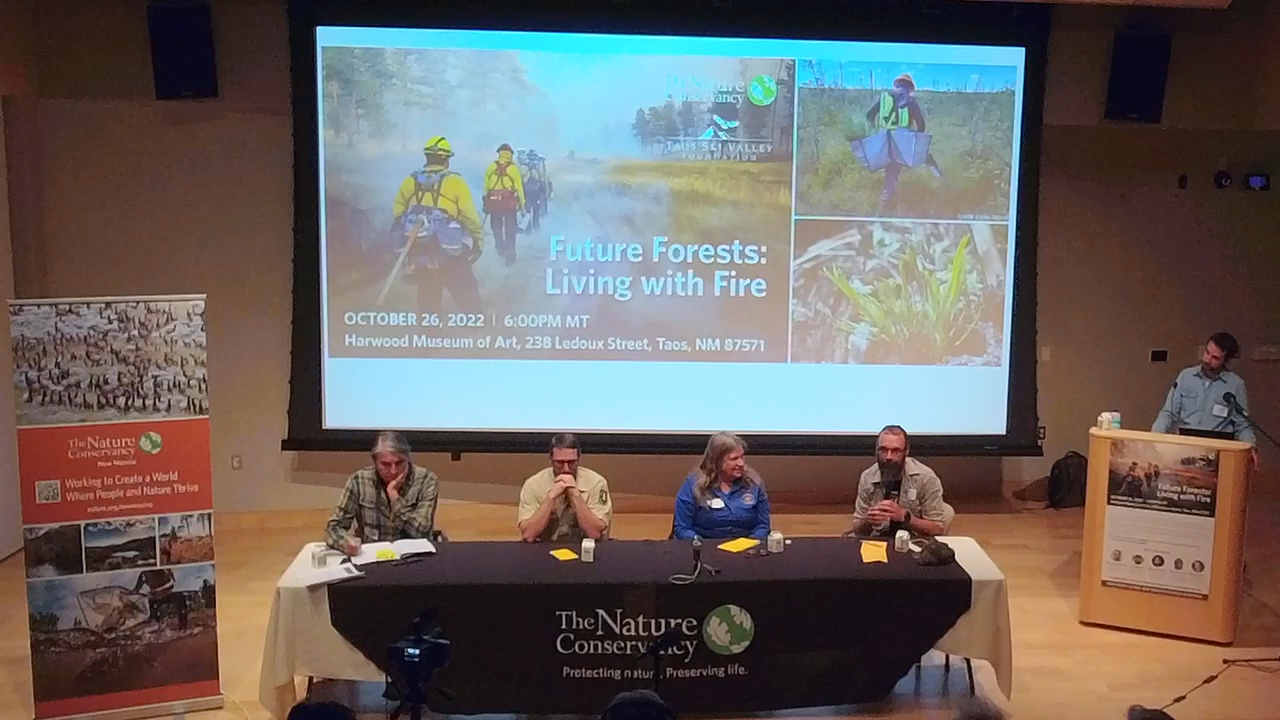 The Nature
Conservancy
TAOS SKI VALLEY
FOUNDATION
Future Forests:
Living with Fire
OCTOBER 26, 2022 | 6:00PM MT
Harwood Museum of Art, 238 Ledoux Street, Taos, NM 87571
The Nature
Conservancy
New Mexico
Working to Create a World
Where People and Nature Thrive
The Nature
Conservancy
Protecting nature. Preserving life.
Future Forests:
Living with Fire